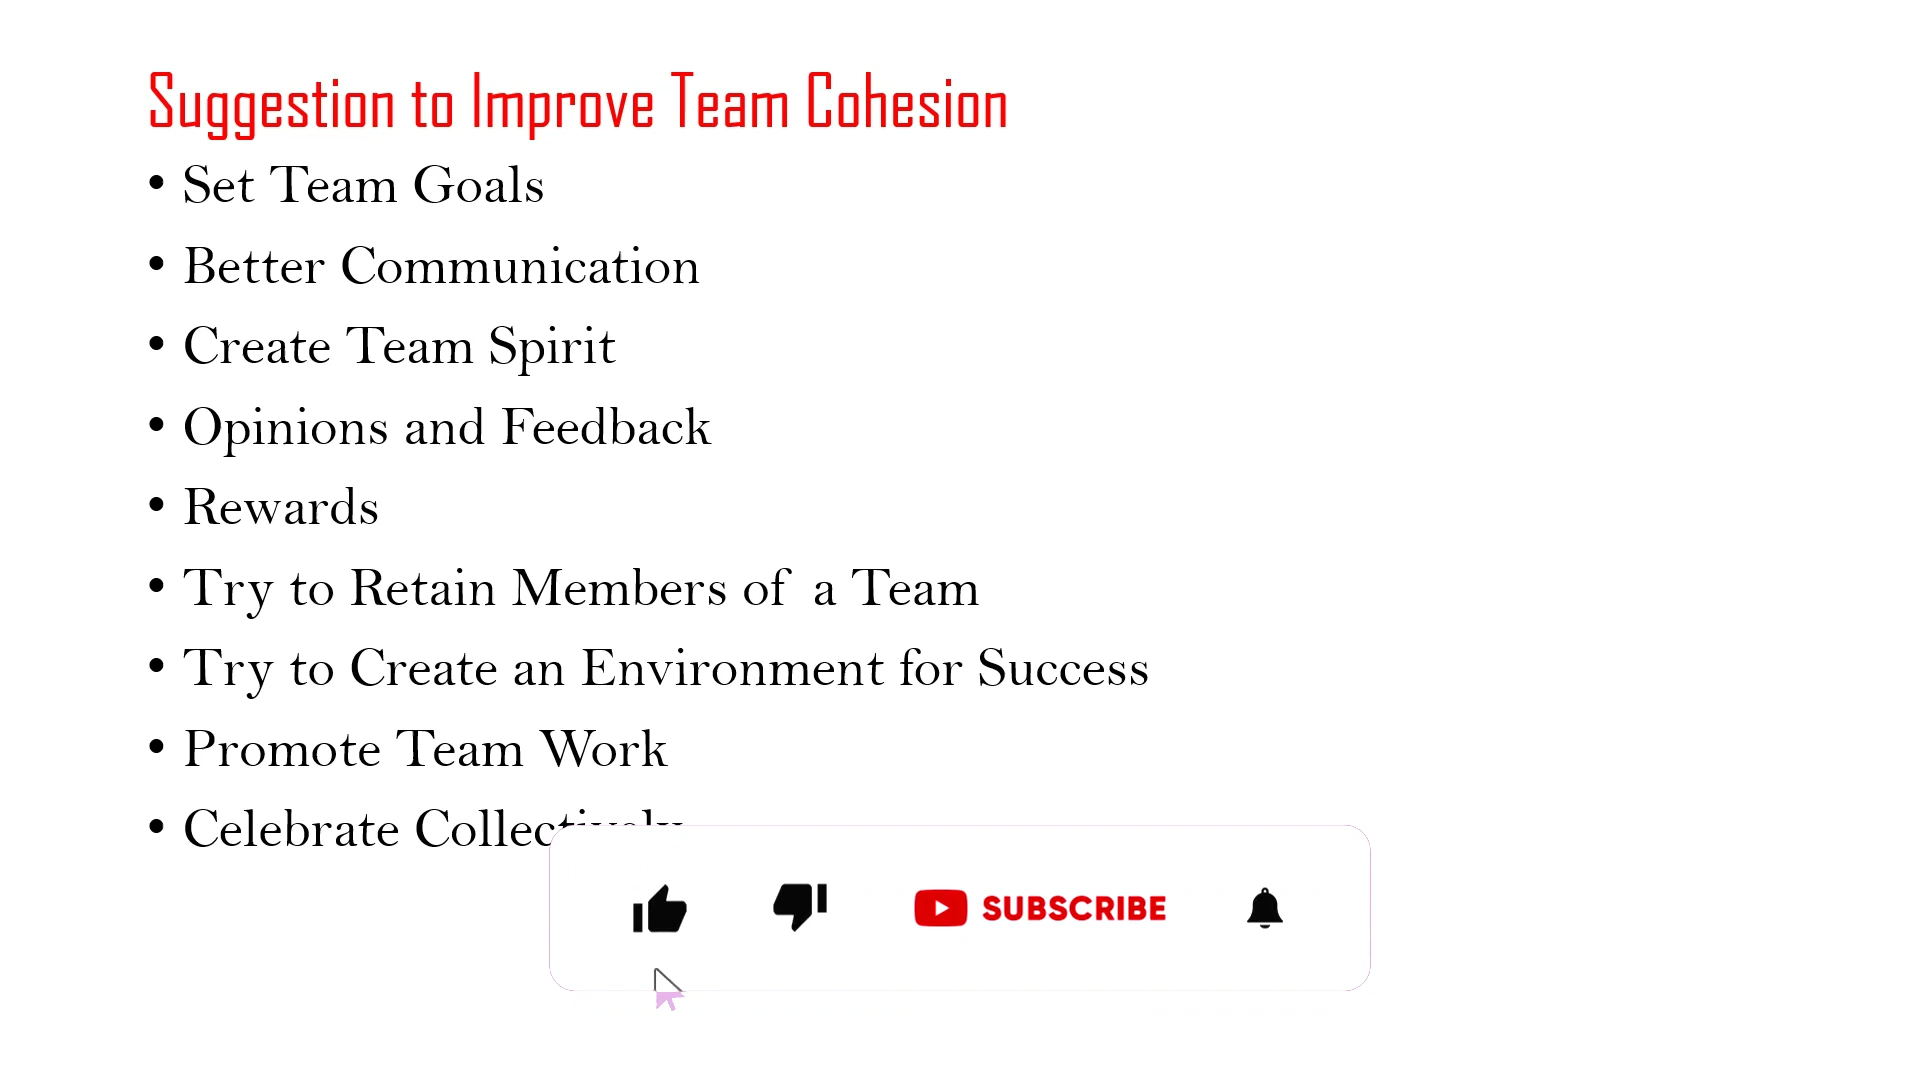 Suggestion to Improve Team Cohesion
• Set Team Goals
• Better Communication
• Create Team Spirit
• Opinions and Feedback
• Rewards
• Try to Retain Members of a Team
• Try to Create an Environment for Success
• Promote Team Work
• Celebrate Collectively
SUBSCRIBE